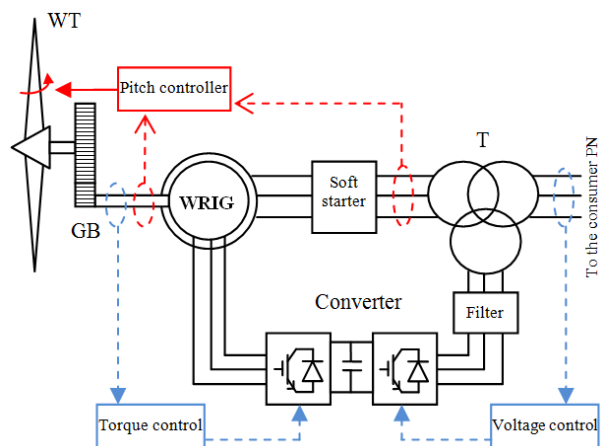 WT
Pitch controller
T
Soft
starter
WRIG
GB
To the consumer PN
Converter
Filter
Torque control
Voltage control